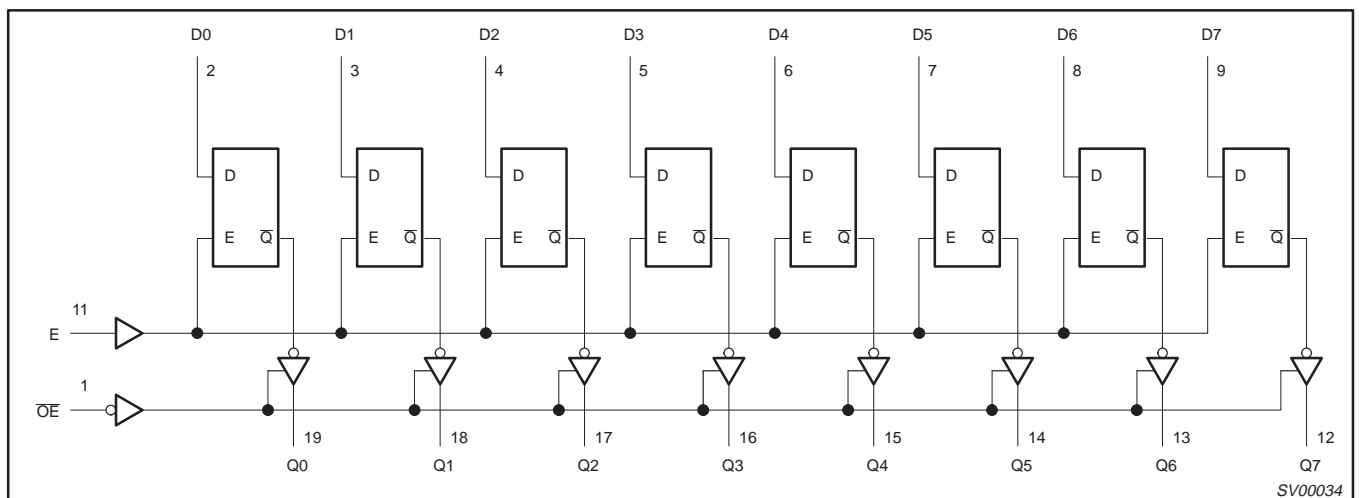 D0 D1 D2 D3 D4 D5 D6 D7
2 3 4 5 6 7 8 9
D D D D D D D D
E Q̅ E Q̅ E Q̅ E Q̅ E Q̅ E Q̅ E Q̅ E Q̅
11
E
1
O̅E̅
19 18 17 16 15 14 13 12
Q0 Q1 Q2 Q3 Q4 Q5 Q6 Q7
SV00034